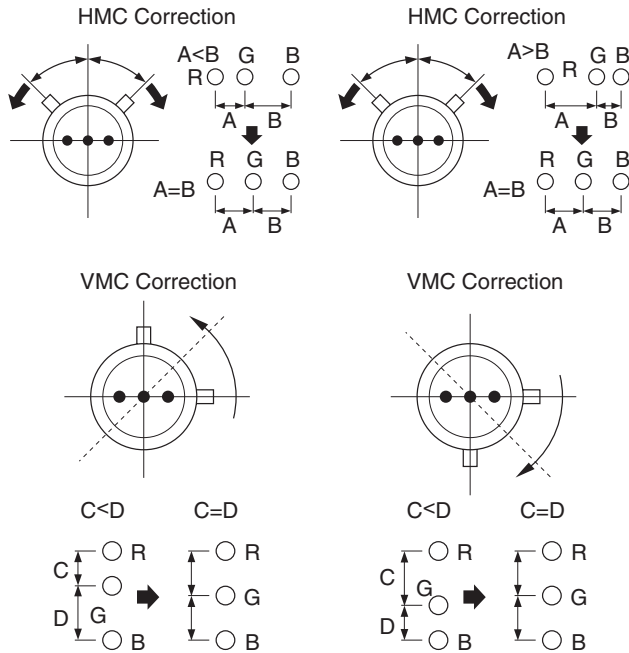 HMC Correction
A<B G B
R
A B
R G B
A=B
A B
HMC Correction
A>B G B
R
A B
R G B
A=B
A B
VMC Correction
C<D C=D
R R
C
G
D G
B B
VMC Correction
C<D C=D
R R
C
G
G
D
B B